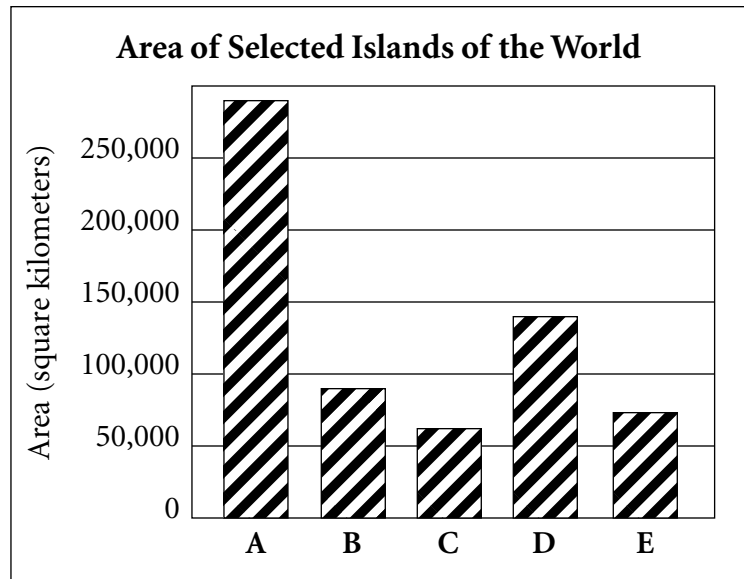 Area of Selected Islands of the World
Area (square kilometers)
250,000
200,000
150,000
100,000
50,000
0
A B C D E